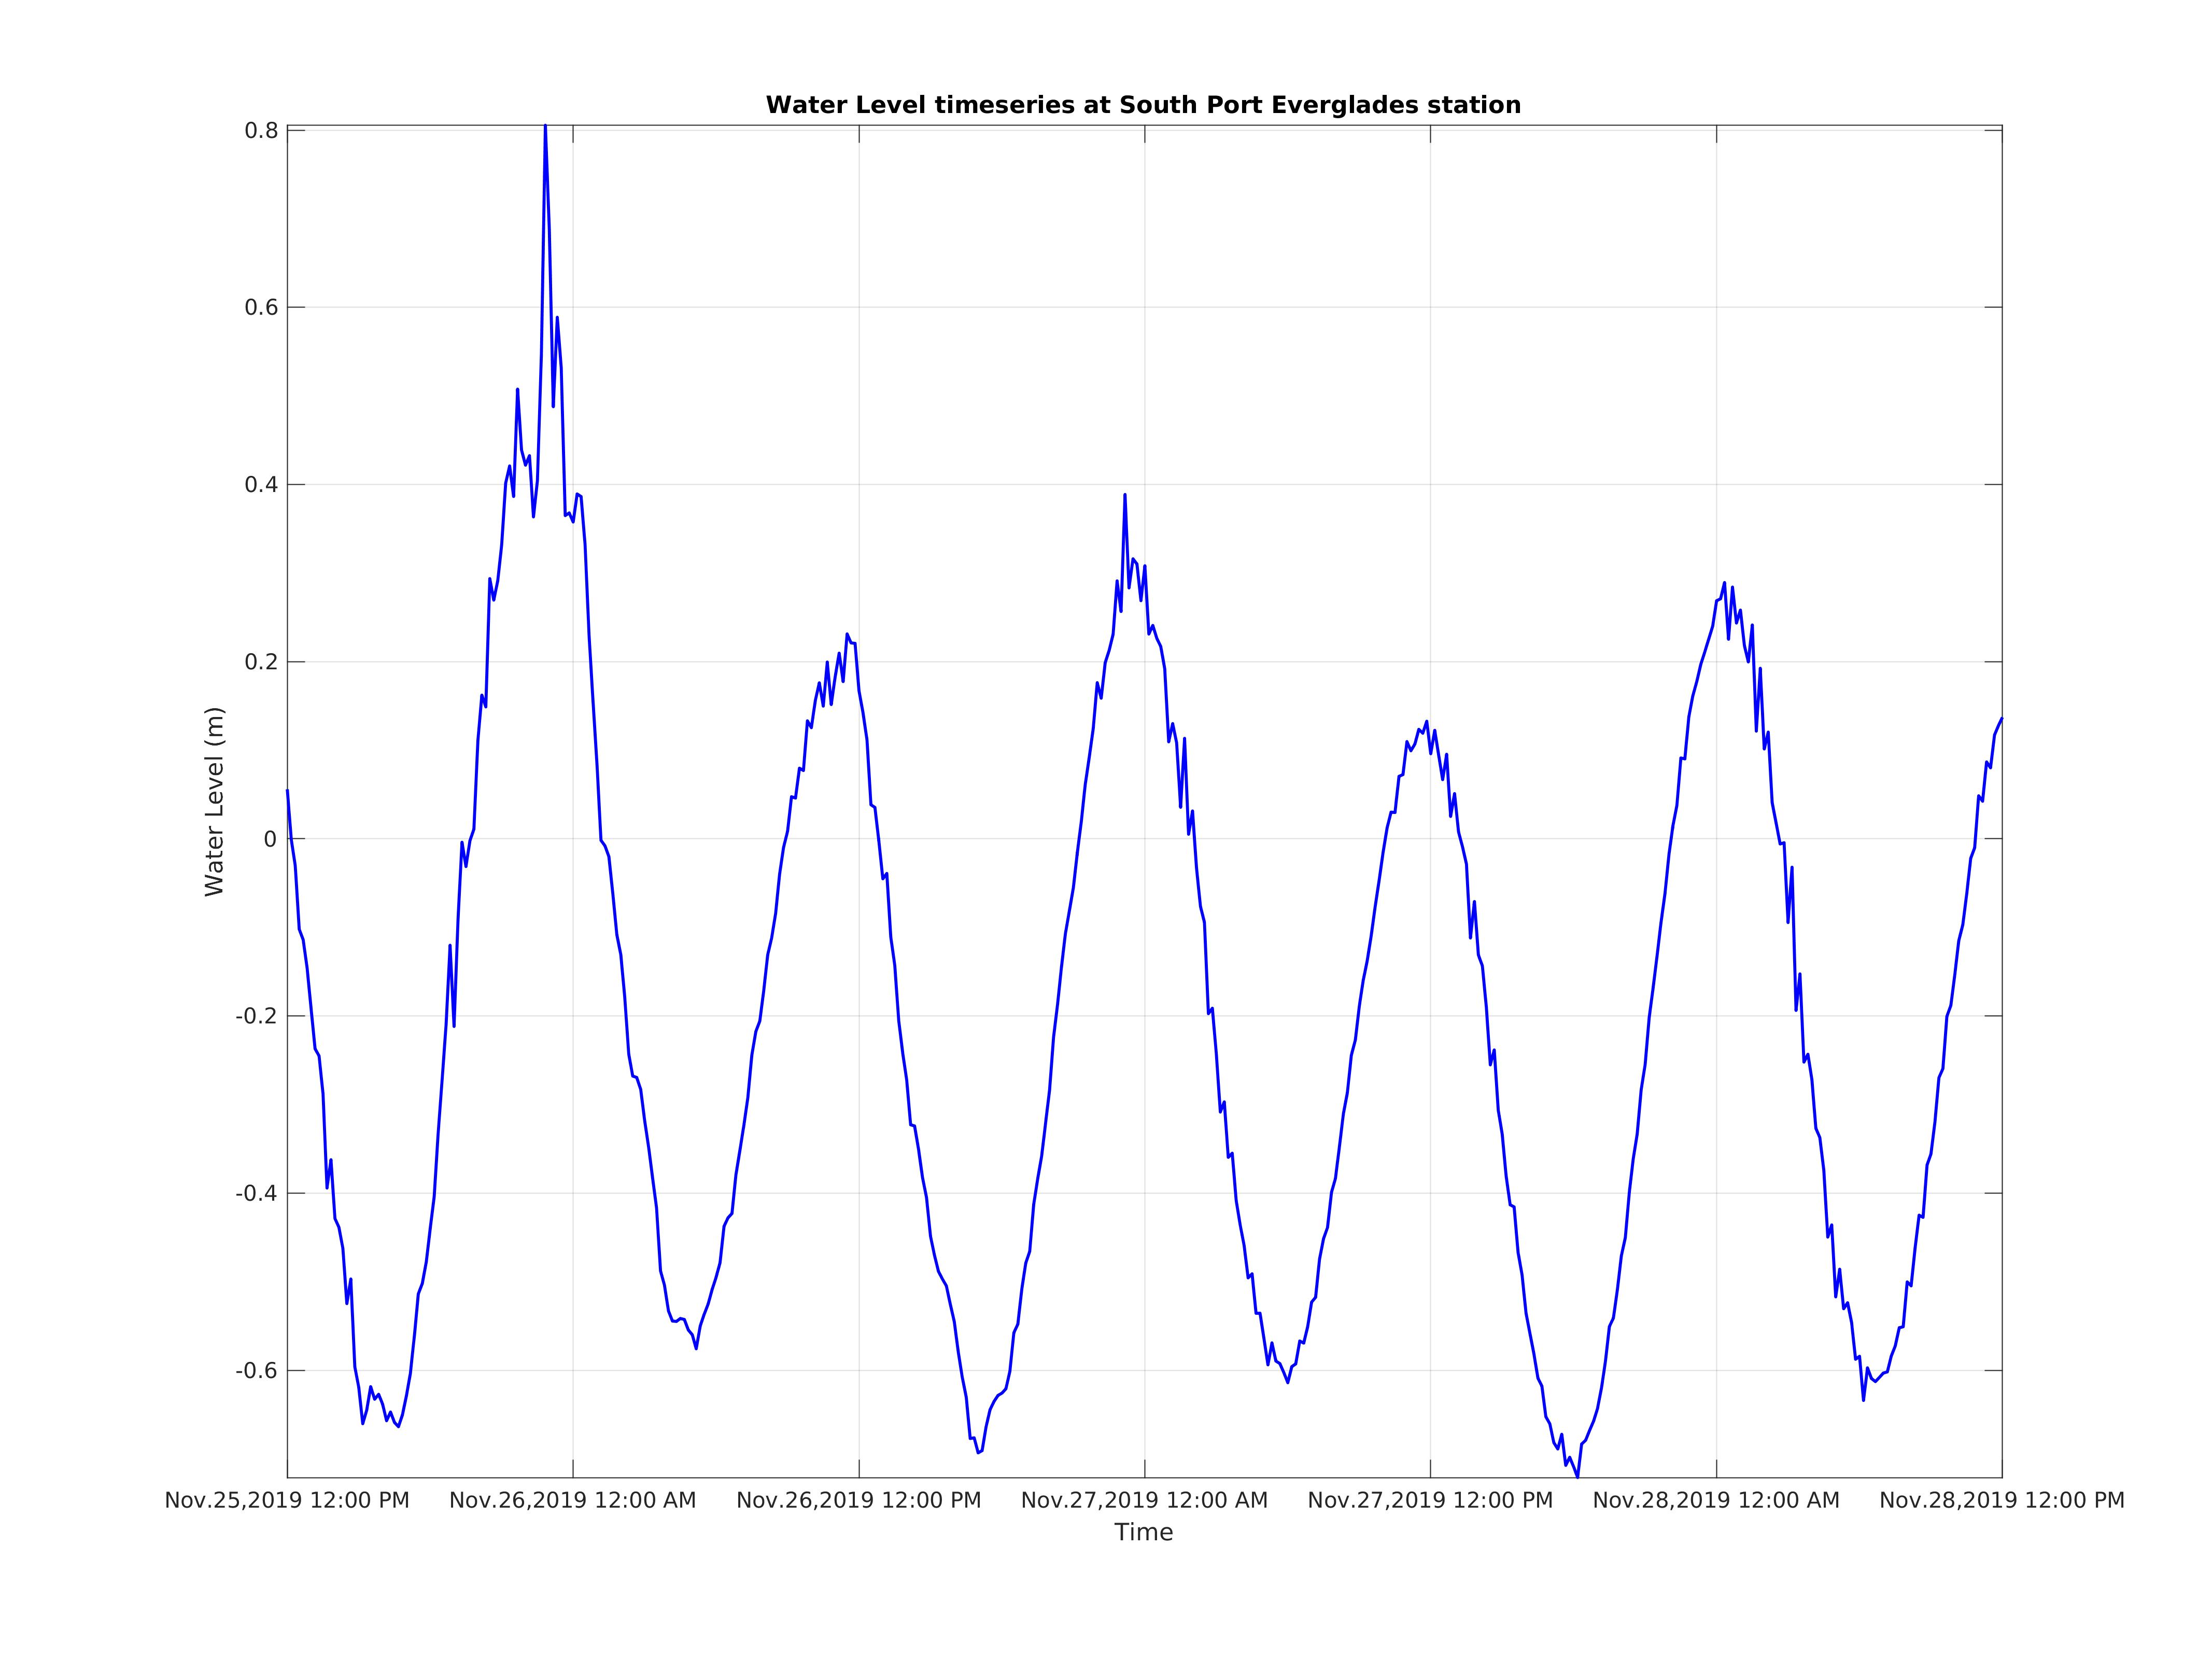 Water Level timeseries at South Port Everglades station
0.8
0.6
0.4
0.2
0
-0.2
-0.4
-0.6
Water Level (m)
Nov.25,2019 12:00 PM Nov.26,2019 12:00 AM Nov.26,2019 12:00 PM Nov.27,2019 12:00 AM Nov.27,2019 12:00 PM Nov.28,2019 12:00 AM Nov.28,2019 12:00 PM
Time